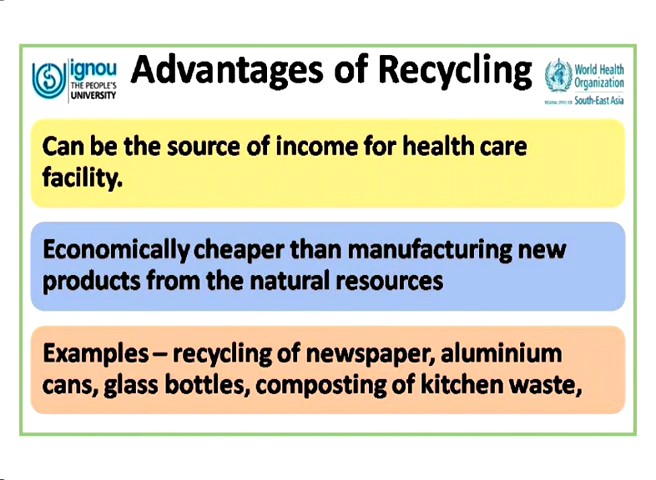 ignou
THE PEOPLE'S
UNIVERSITY
Advantages of Recycling
World Health
Organization
REGIONAL OFFICE FOR South-East Asia
Can be the source of income for health care
facility.
Economically cheaper than manufacturing new
products from the natural resources
Examples – recycling of newspaper, aluminium
cans, glass bottles, composting of kitchen waste,